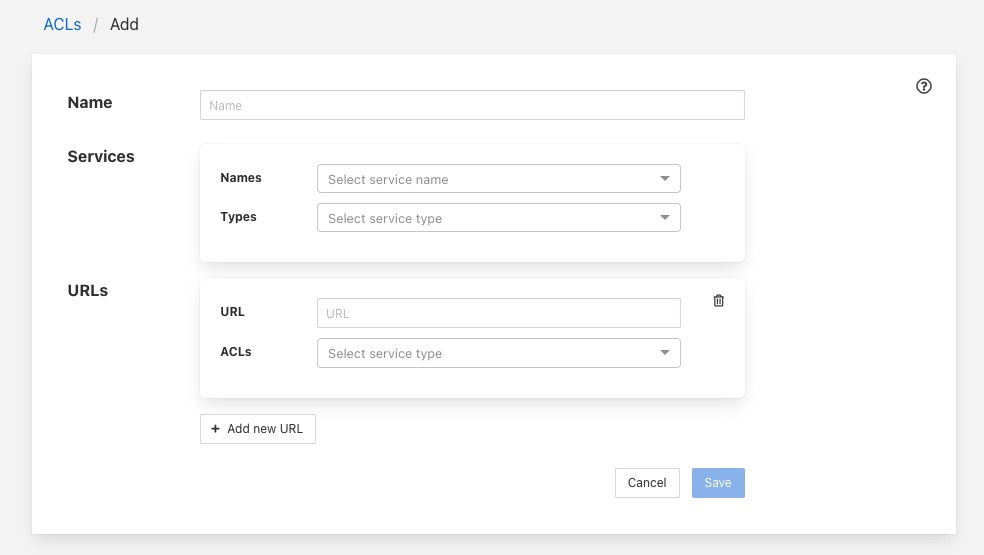 ACLs / Add
Name
Name
Services
Names
Select service name
Types
Select service type
URLs
URL
URL
ACLs
Select service type
+ Add new URL
Cancel
Save